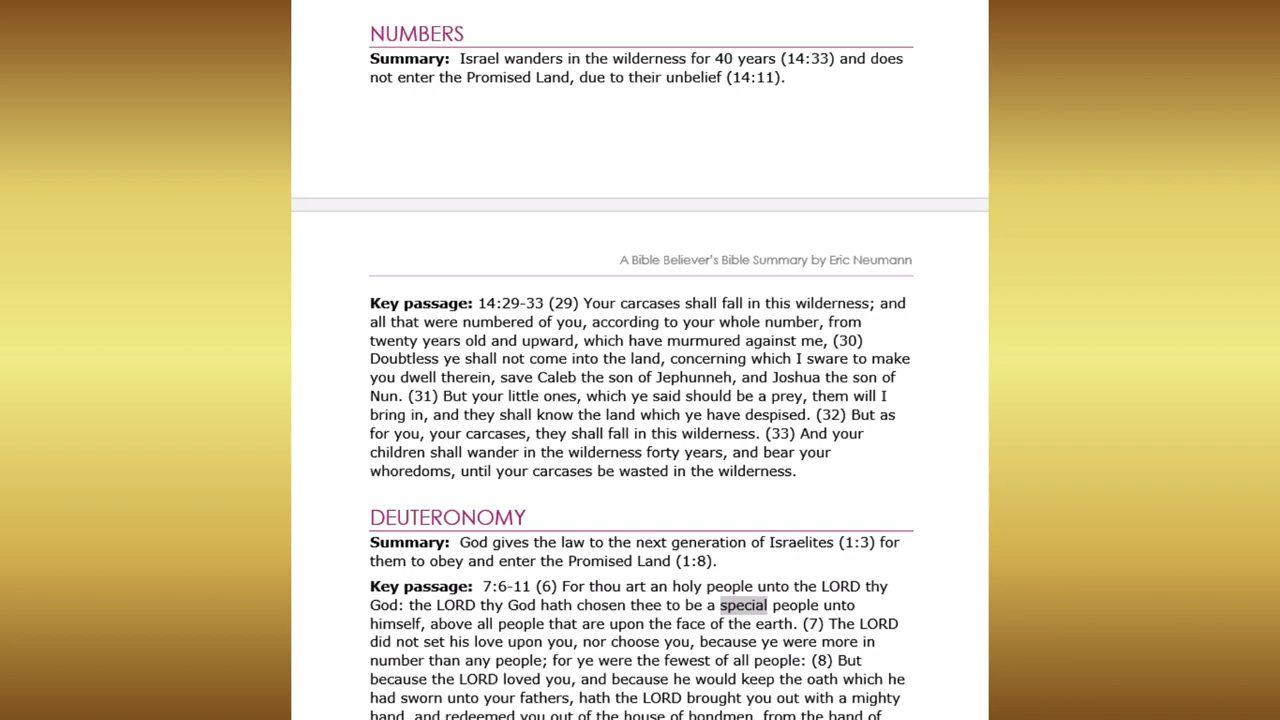 NUMBERS
Summary: Israel wanders in the wilderness for 40 years (14:33) and does
not enter the Promised Land, due to their unbelief (14:11).
A Bible Believer's Bible Summary by Eric Neumann
Key passage: 14:29-33 (29) Your carcases shall fall in this wilderness; and
all that were numbered of you, according to your whole number, from
twenty years old and upward, which have murmured against me, (30)
Doubtless ye shall not come into the land, concerning which I sware to make
you dwell therein, save Caleb the son of Jephunneh, and Joshua the son of
Nun. (31) But your little ones, which ye said should be a prey, them will I
bring in, and they shall know the land which ye have despised. (32) But as
for you, your carcases, they shall fall in this wilderness. (33) And your
children shall wander in the wilderness forty years, and bear your
whoredoms, until your carcases be wasted in the wilderness.
DEUTERONOMY
Summary: God gives the law to the next generation of Israelites (1:3) for
them to obey and enter the Promised Land (1:8).
Key passage: 7:6-11 (6) For thou art an holy people unto the LORD thy
God: the LORD thy God hath chosen thee to be a special people unto
himself, above all people that are upon the face of the earth. (7) The LORD
did not set his love upon you, nor choose you, because ye were more in
number than any people; for ye were the fewest of all people: (8) But
because the LORD loved you, and because he would keep the oath which he
had sworn unto your fathers, hath the LORD brought you out with a mighty
hand, and redeemed you out of the house of bondmen, from the hand of